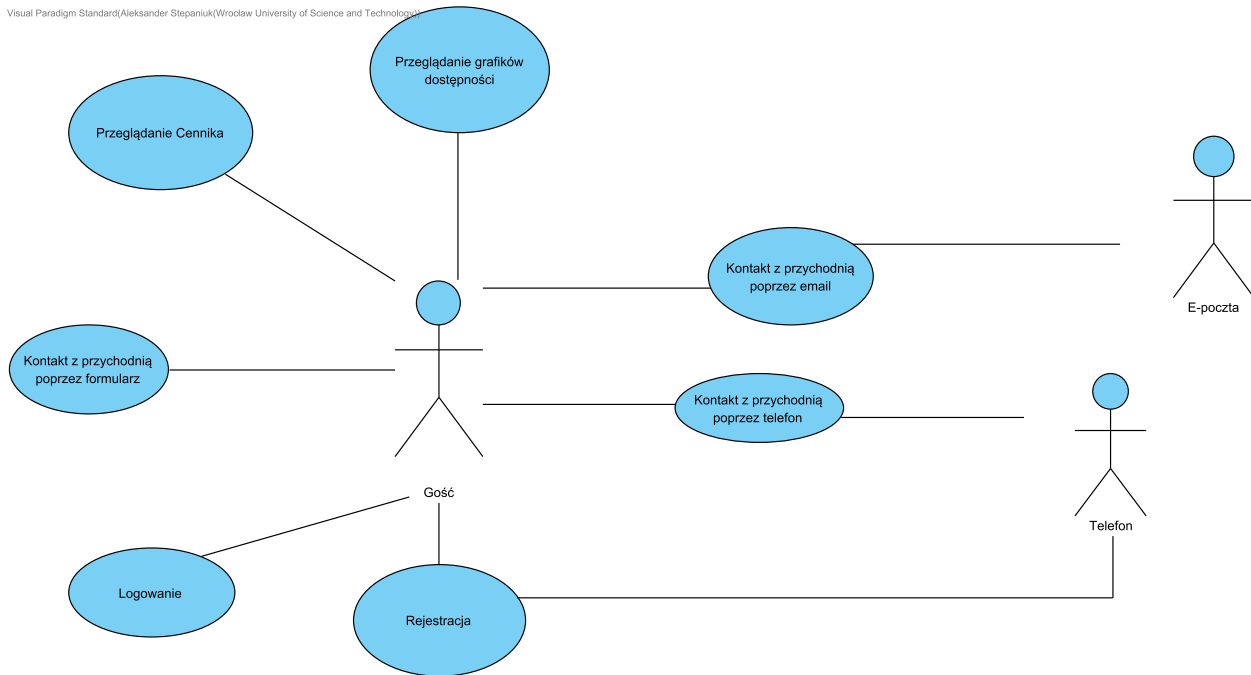 Visual Paradigm Standard(Aleksander Stepaniuk(Wrocław University of Science and Technology))
Przeglądanie grafików
dostępności
Przeglądanie Cennika
Kontakt z przychodnią
poprzez email
E-poczta
Kontakt z przychodnią
poprzez formularz
Kontakt z przychodnią
poprzez telefon
Gość
Telefon
Logowanie
Rejestracja